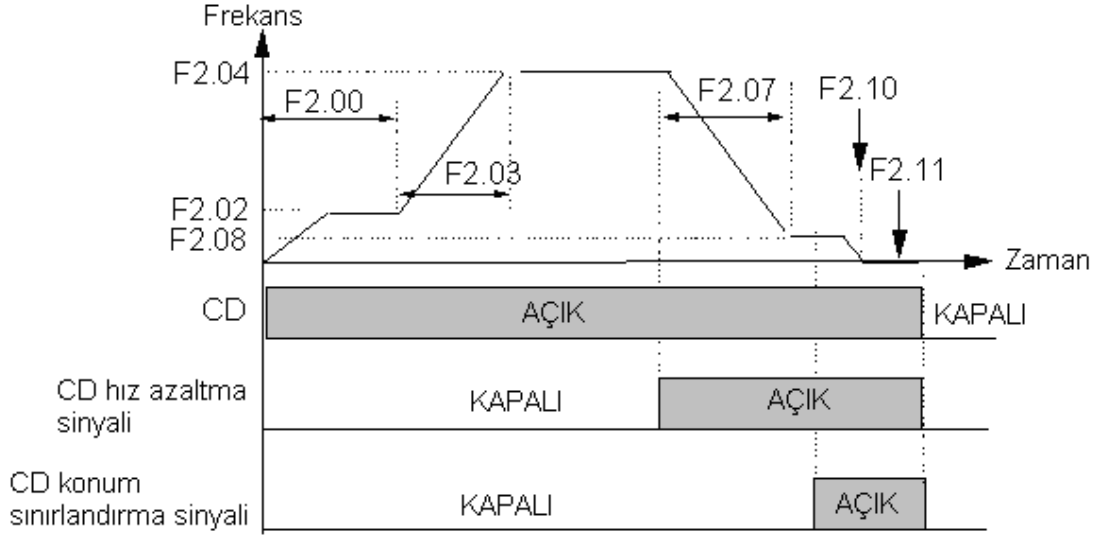 Frekans
F2.04
F2.00
F2.07
F2.10
F2.03
F2.11
F2.02
F2.08
Zaman
CD
AÇIK
KAPALI
CD hız azaltma
sinyali
KAPALI
AÇIK
CD konum
sınırlandırma sinyali
KAPALI
AÇIK